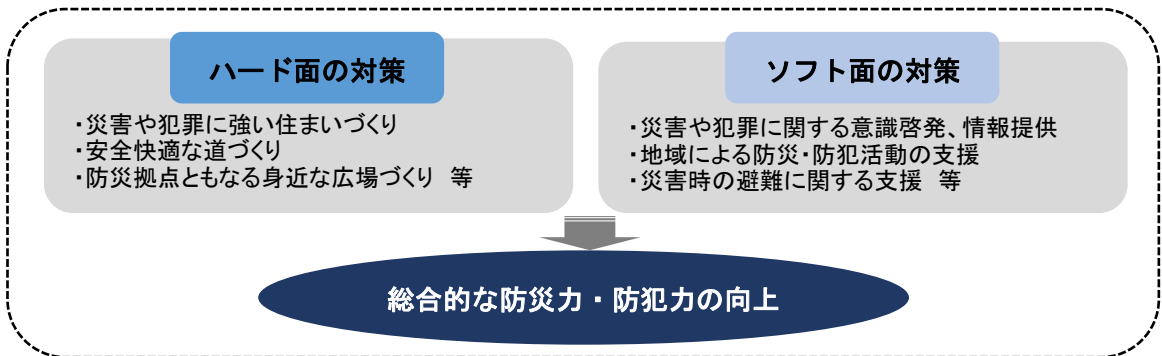 ハード面の対策
・災害や犯罪に強い住まいづくり
・安全快適な道づくり
・防災拠点ともなる身近な広場づくり　等
ソフト面の対策
・災害や犯罪に関する意識啓発、情報提供
・地域による防災・防犯活動の支援
・災害時の避難に関する支援　等
総合的な防災力・防犯力の向上